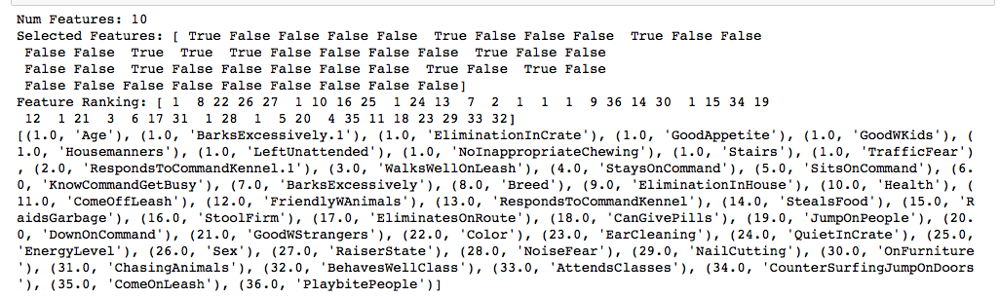 Num Features: 10
Selected Features: [ True False False False False  True False False False  True False False
 False False  True  True  True False False False False  True False False
 False False  True False False False False False  True False  True False
 False False False False False False False False False]
Feature Ranking: [ 1  8 22 26 27  1 10 16 25  1 24 13  7  2  1  1  1  9 36 14 30  1 15 34 19
 12  1 21  3  6 17 31  1 28  1  5 20  4 35 11 18 23 29 33 32]
[(1.0, 'Age'), (1.0, 'BarksExcessively.1'), (1.0, 'EliminationInCrate'), (1.0, 'GoodAppetite'), (1.0, 'GoodWKids'), (
1.0, 'Housemanners'), (1.0, 'LeftUnattended'), (1.0, 'NoInappropriateChewing'), (1.0, 'Stairs'), (1.0, 'TrafficFear')
, (2.0, 'RespondsToCommandKennel.1'), (3.0, 'WalksWellOnLeash'), (4.0, 'StaysOnCommand'), (5.0, 'SitsOnCommand'), (6.
0, 'KnowCommandGetBusy'), (7.0, 'BarksExcessively'), (8.0, 'Breed'), (9.0, 'EliminationInHouse'), (10.0, 'Health'), (
11.0, 'ComeOffLeash'), (12.0, 'FriendlyWAnimals'), (13.0, 'RespondsToCommandKennel'), (14.0, 'StealsFood'), (15.0, 'R
aidsGarbage'), (16.0, 'StoolFirm'), (17.0, 'EliminatesOnRoute'), (18.0, 'CanGivePills'), (19.0, 'JumpOnPeople'), (20.
0, 'DownOnCommand'), (21.0, 'GoodWStrangers'), (22.0, 'Color'), (23.0, 'EarCleaning'), (24.0, 'QuietInCrate'), (25.0,
'EnergyLevel'), (26.0, 'Sex'), (27.0, 'RaiserState'), (28.0, 'NoiseFear'), (29.0, 'NailCutting'), (30.0, 'OnFurniture
'), (31.0, 'ChasingAnimals'), (32.0, 'BehavesWellClass'), (33.0, 'AttendsClasses'), (34.0, 'CounterSurfingJumpOnDoors
'), (35.0, 'ComeOnLeash'), (36.0, 'PlaybitePeople')]